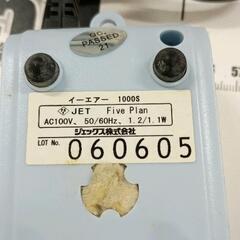 QC.
PASSED
21
イーエアー 1000S
JET Five Plan
AC100V、50/60Hz、1.2/1.1W
ジェックス株式会社
LOT No. 060605